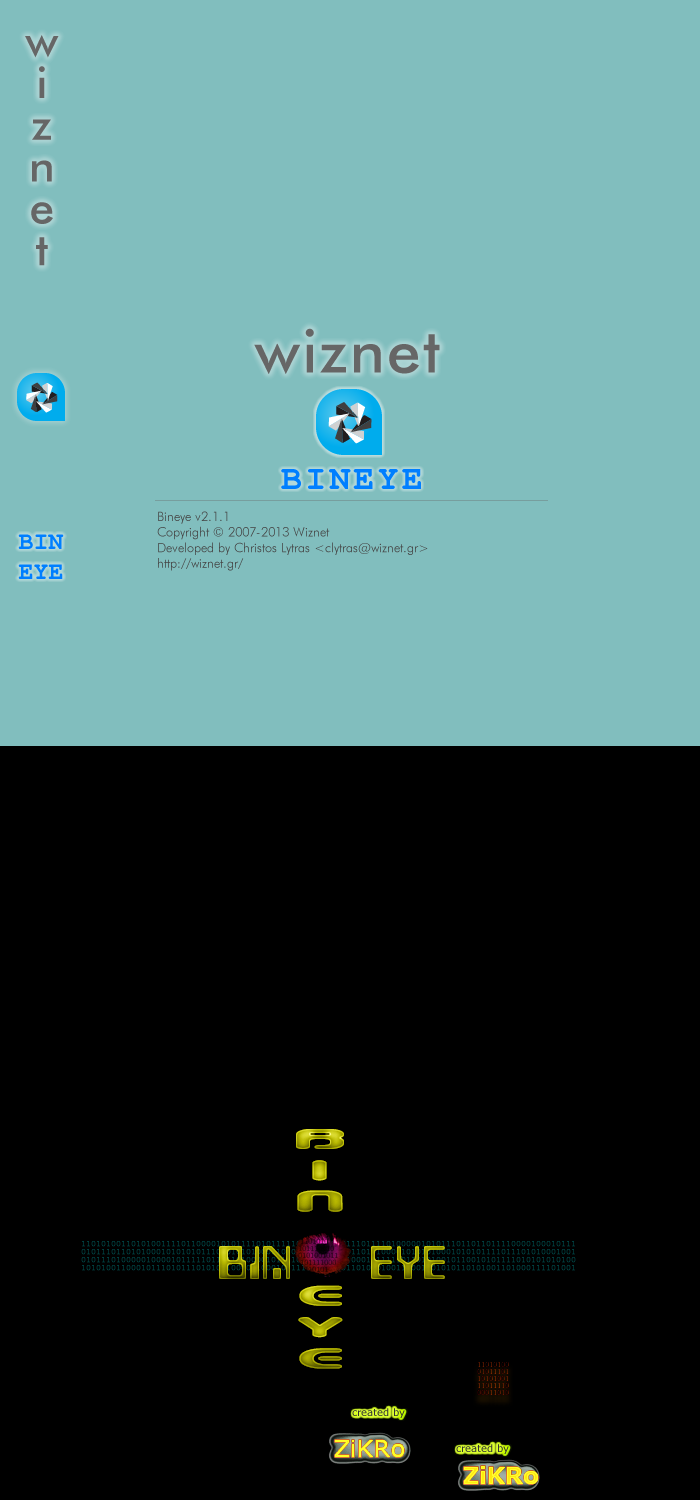 w
i
z
n
e
t
wiznet
BINEYE
BIN
EYE
Bineye v2.1.1
Copyright © 2007-2013 Wiznet
Developed by Christos Lytras <clytras@wiznet.gr>
http://wiznet.gr/
B
I
N
BIN EYE
E
Y
E
created by
ZiKRo
created by
ZiKRo